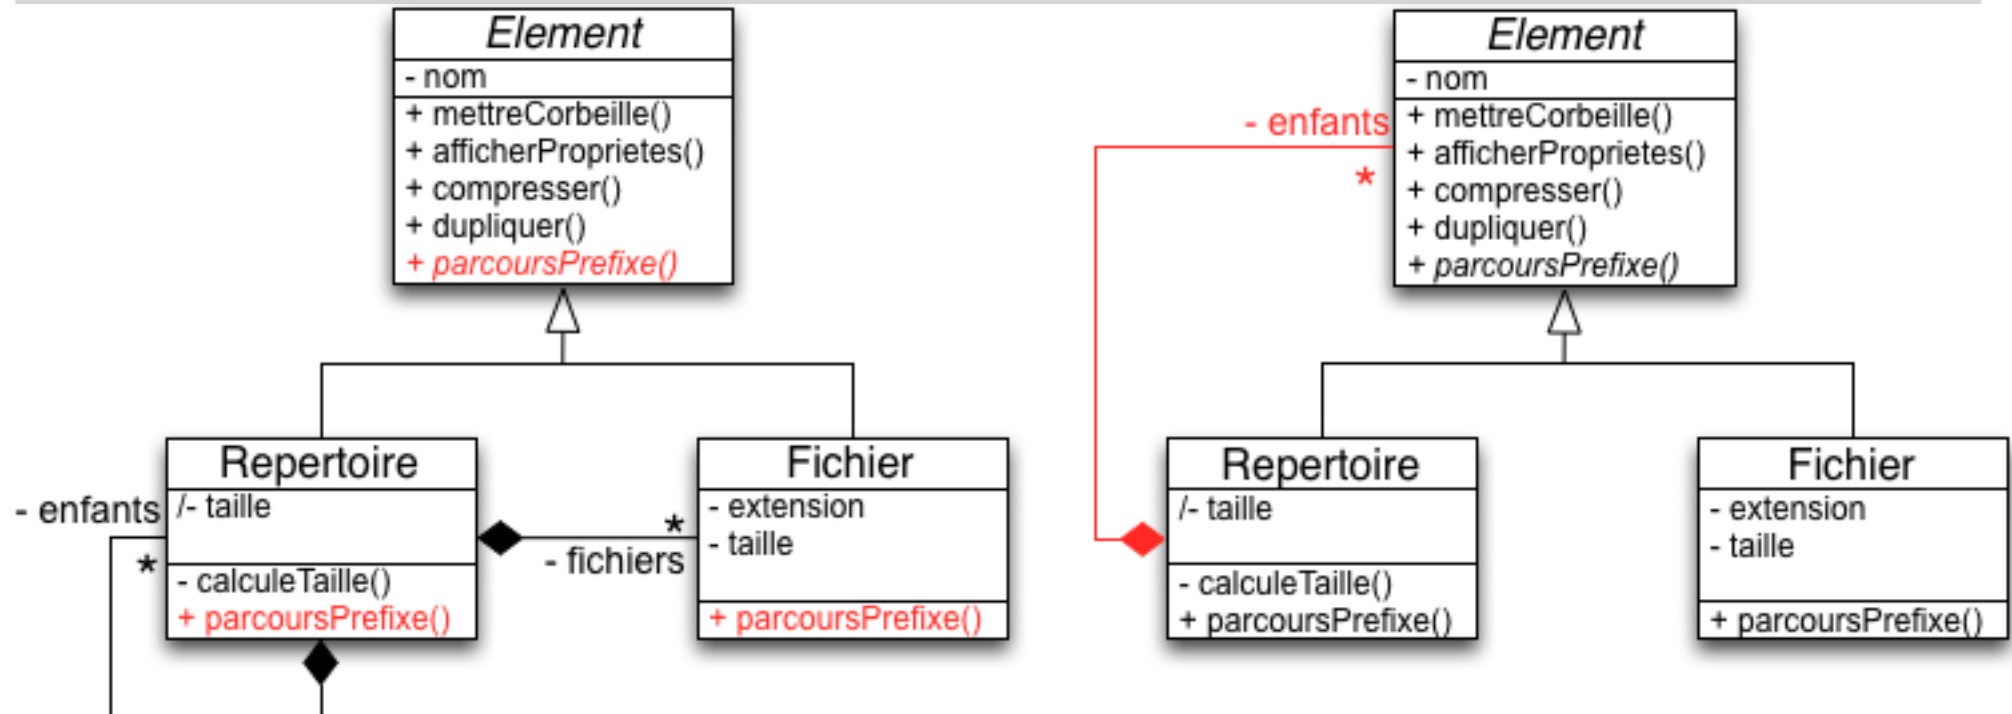 Element
- nom
+ mettreCorbeille()
+ afficherProprietes()
+ compresser()
+ dupliquer()
+ parcoursPrefixe()
- enfants
*
Repertoire
/- taille
- calculeTaille()
+ parcoursPrefixe()
*
- fichiers
Fichier
- extension
- taille
+ parcoursPrefixe()
Element
- nom
+ mettreCorbeille()
+ afficherProprietes()
+ compresser()
+ dupliquer()
+ parcoursPrefixe()
- enfants
*
Repertoire
/- taille
- calculeTaille()
+ parcoursPrefixe()
Fichier
- extension
- taille
+ parcoursPrefixe()